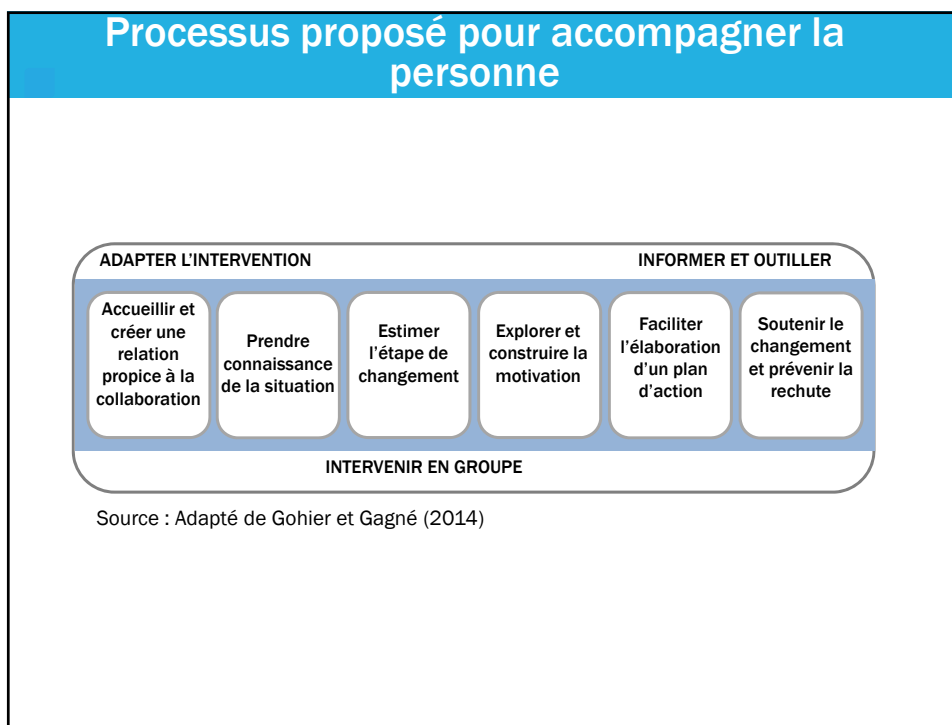 Processus proposé pour accompagner la
personne
ADAPTER L'INTERVENTION
INFORMER ET OUTILLER
Accueillir et
créer une
relation
propice à la
collaboration
Prendre
connaissance
de la situation
Estimer
l'étape de
changement
Explorer et
construire la
motivation
Faciliter
l'élaboration
d'un plan
d'action
Soutenir le
changement
et prévenir la
rechute
INTERVENIR EN GROUPE
Source : Adapté de Gohier et Gagné (2014)